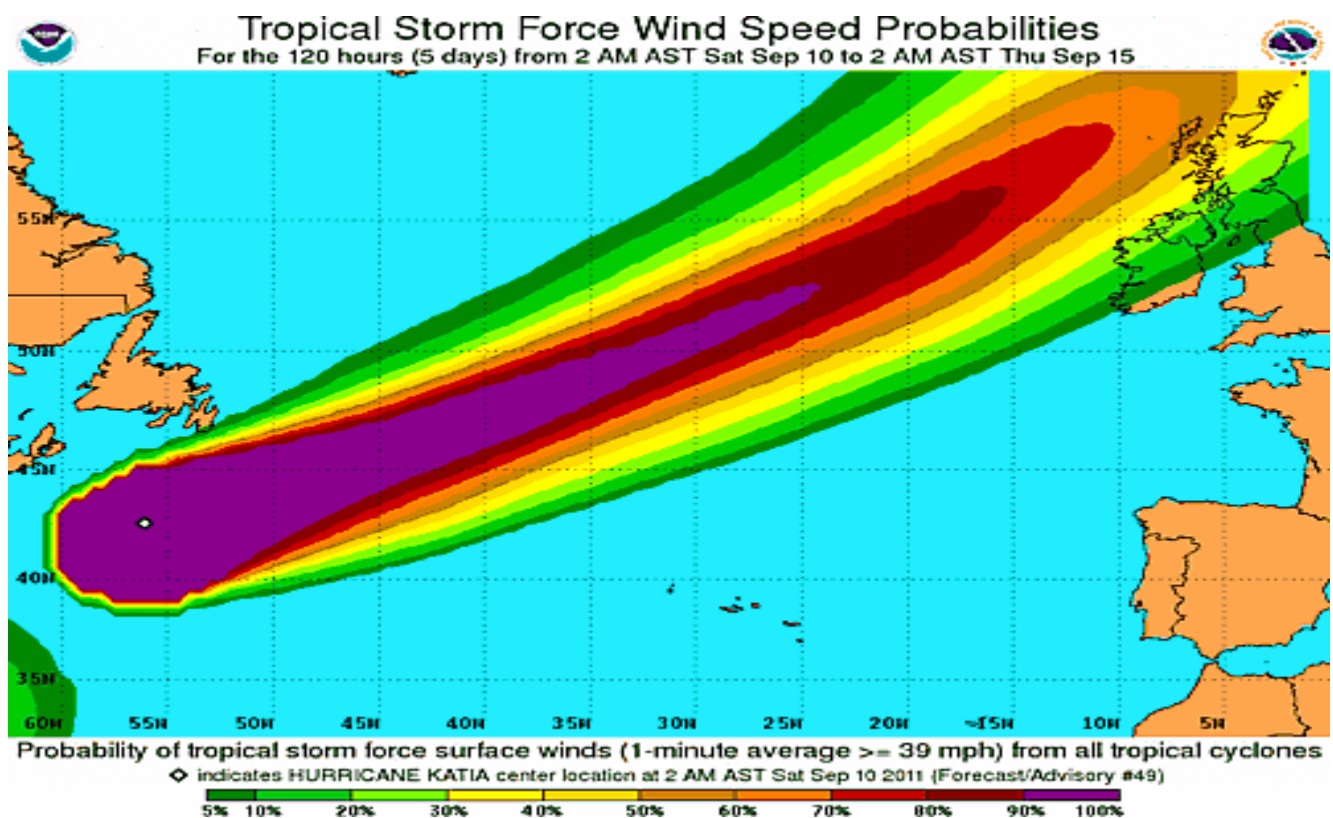 Tropical Storm Force Wind Speed Probabilities
For the 120 hours (5 days) from 2 AM AST Sat Sep 10 to 2 AM AST Thu Sep 15
55N
50N
45N
40N
35N
60W 55W 50W 45W 40W 35W 30W 25W 20W 15W 10W 5W
Probability of tropical storm force surface winds (1-minute average >= 39 mph) from all tropical cyclones
◇ indicates HURRICANE KATIA center location at 2 AM AST Sat Sep 10 2011 (Forecast/Advisory #49)
5% 10% 20% 30% 40% 50% 60% 70% 80% 90% 100%